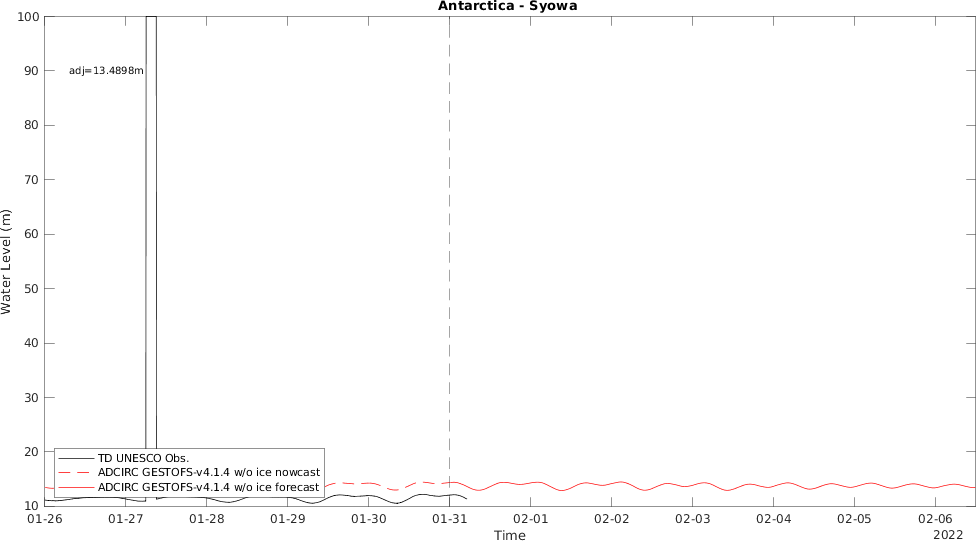 Antarctica - Syowa
100
adj=13.4898m
90
80
70
60
50
40
30
20
10
Water Level (m)
TD UNESCO Obs.
ADCIRC GESTOFS-v4.1.4 w/o ice nowcast
ADCIRC GESTOFS-v4.1.4 w/o ice forecast
01-26 01-27 01-28 01-29 01-30 01-31 02-01 02-02 02-03 02-04 02-05 02-06
Time
2022